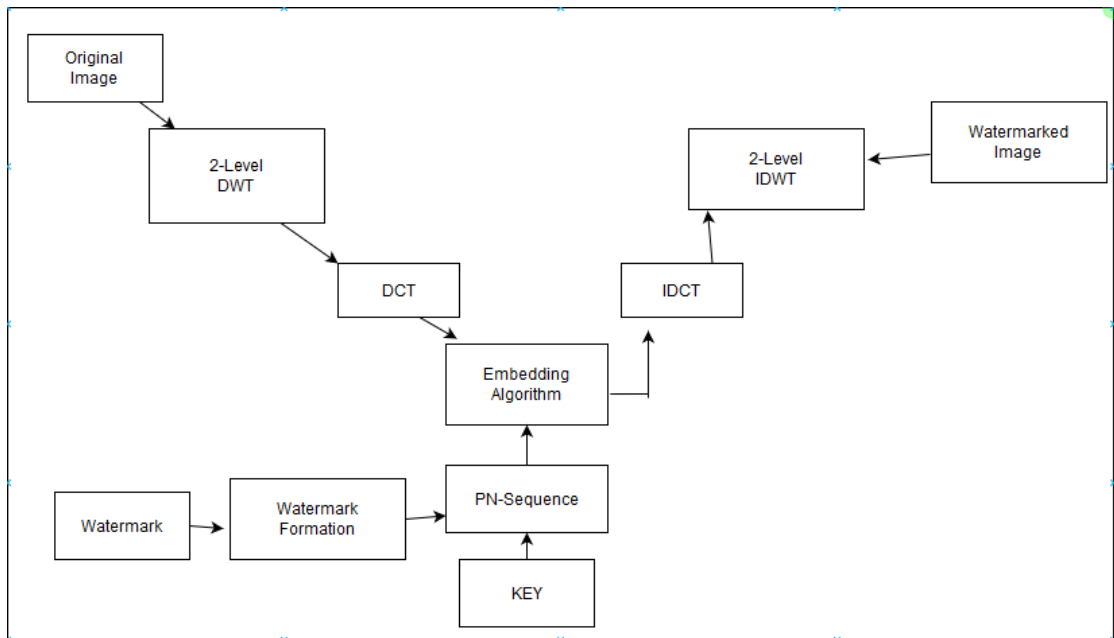 Original
Image
2-Level
DWT
2-Level
IDWT
Watermarked
Image
DCT
IDCT
Embedding
Algorithm
Watermark
Watermark
Formation
PN-Sequence
KEY